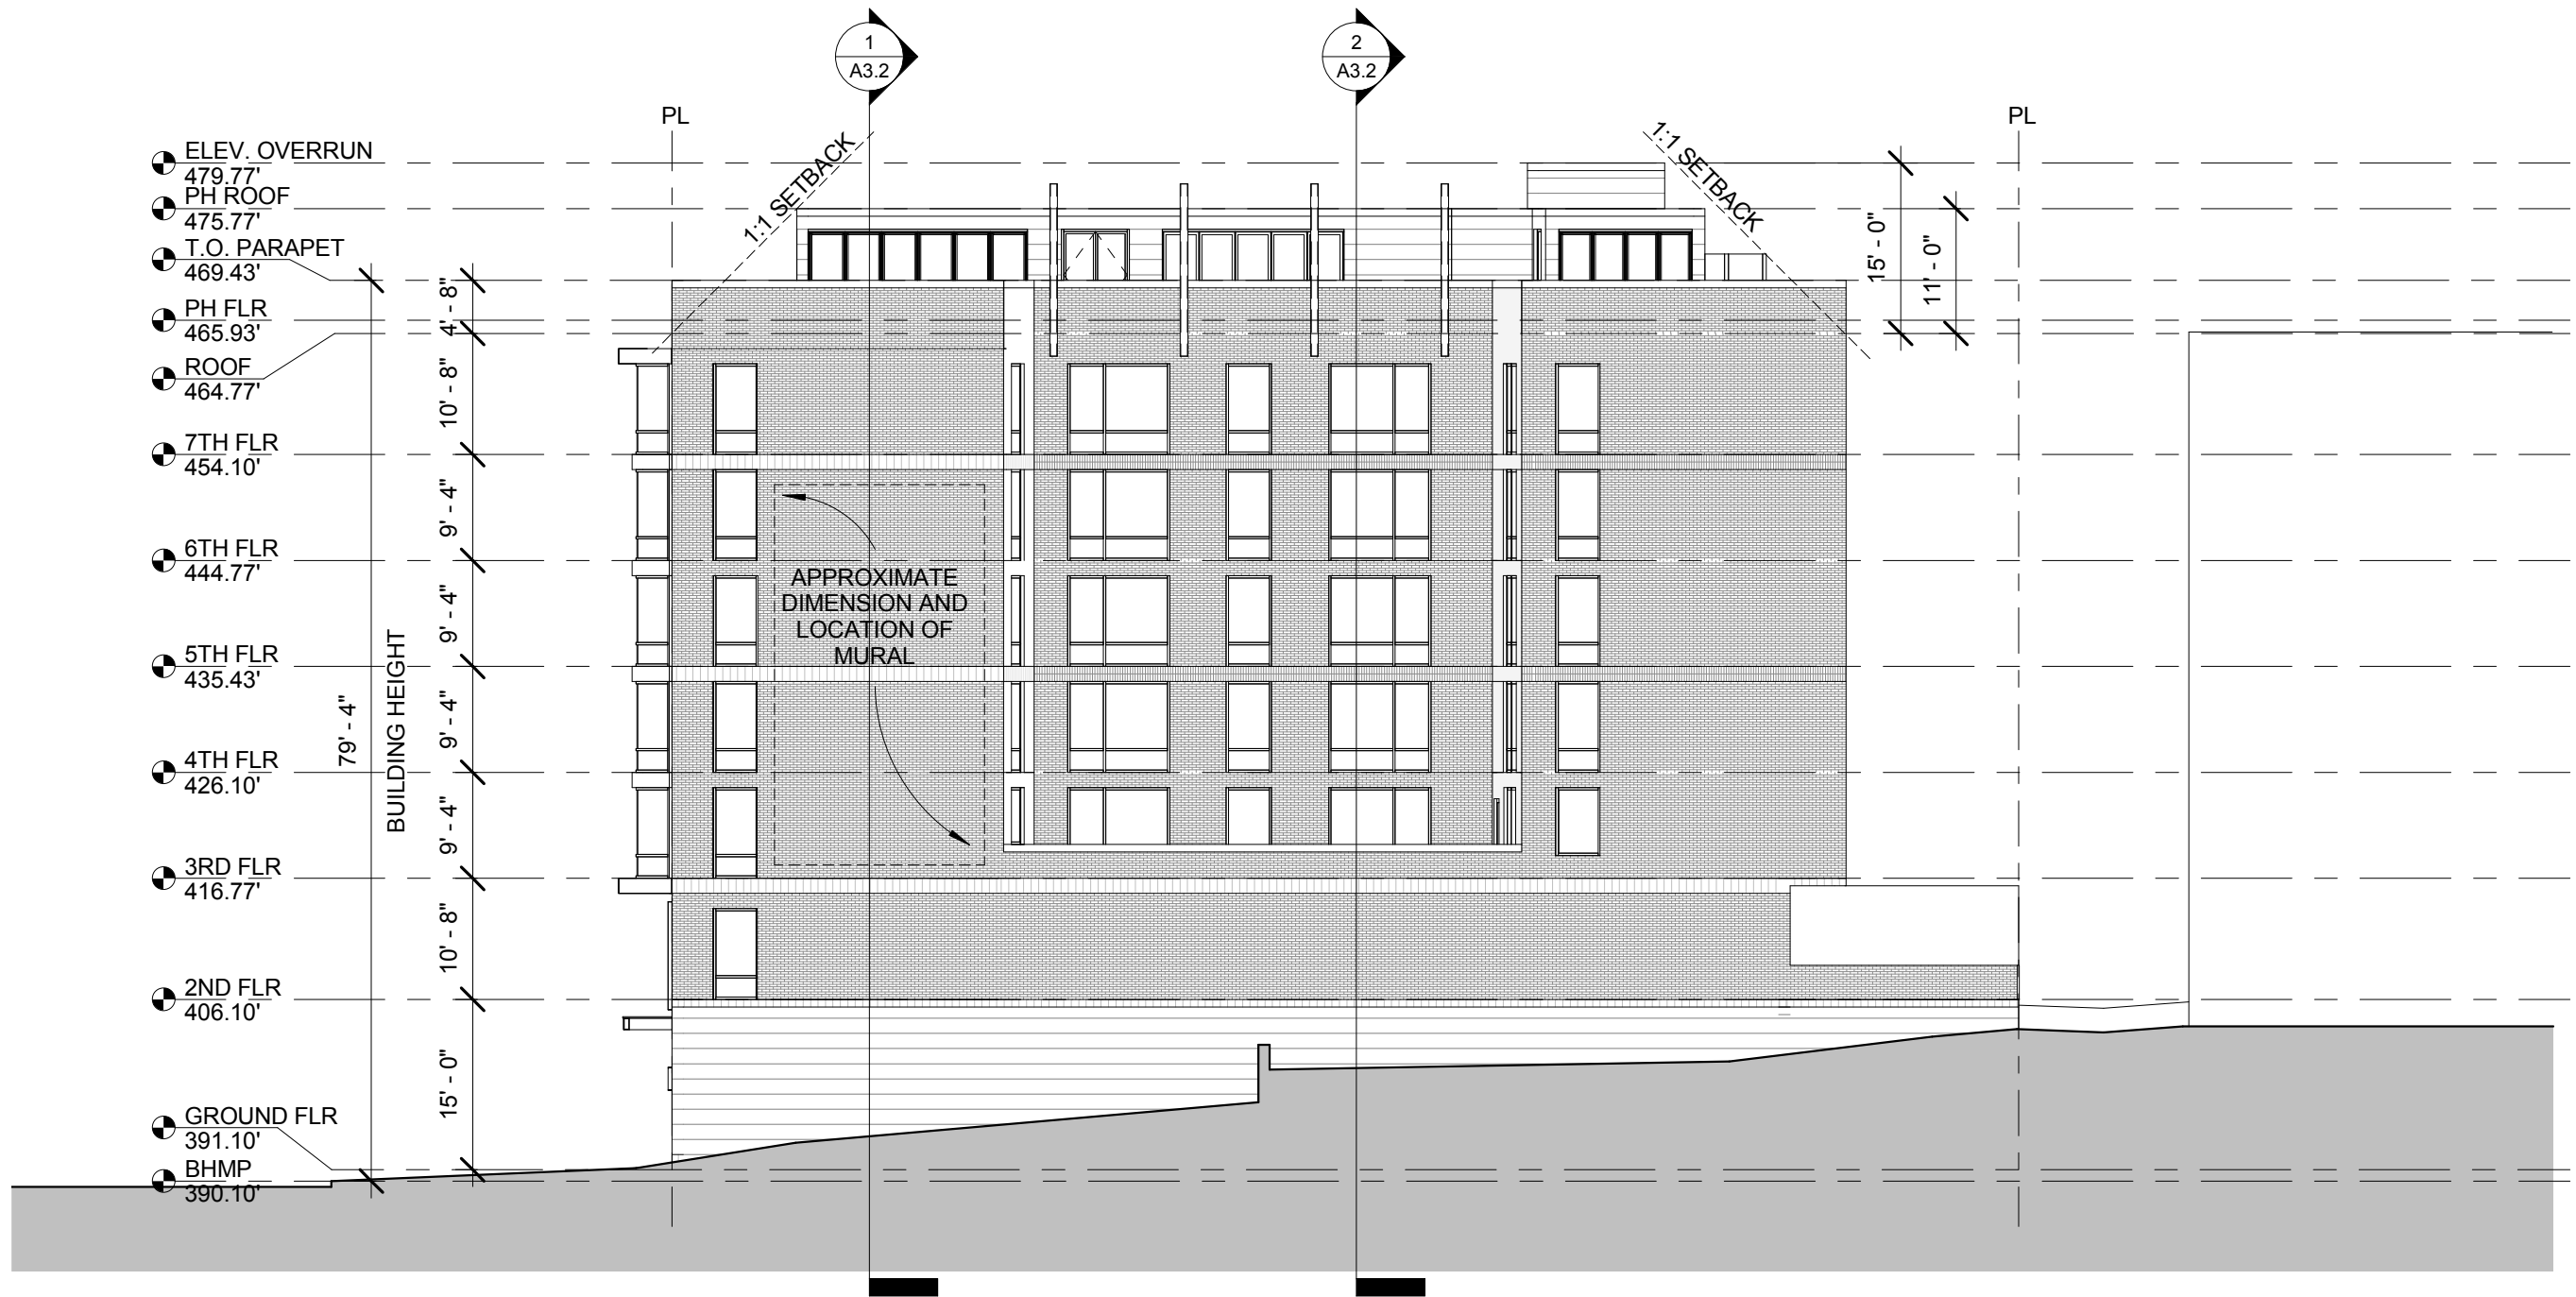 1
A3.2
2
A3.2
PL
PL
1:1 SETBACK
1:1 SETBACK
ELEV. OVERRUN
479.77'
PH ROOF
475.77'
T.O. PARAPET
469.43'
PH FLR
465.93'
ROOF
464.77'
7TH FLR
454.10'
6TH FLR
444.77'
5TH FLR
435.43'
4TH FLR
426.10'
3RD FLR
416.77'
2ND FLR
406.10'
GROUND FLR
391.10'
BHMP
390.10'
79' - 4"
BUILDING HEIGHT
4' - 8"
10' - 8"
9' - 4"
9' - 4"
9' - 4"
9' - 4"
10' - 8"
15' - 0"
APPROXIMATE
DIMENSION AND
LOCATION OF
MURAL
15' - 0"
11' - 0"